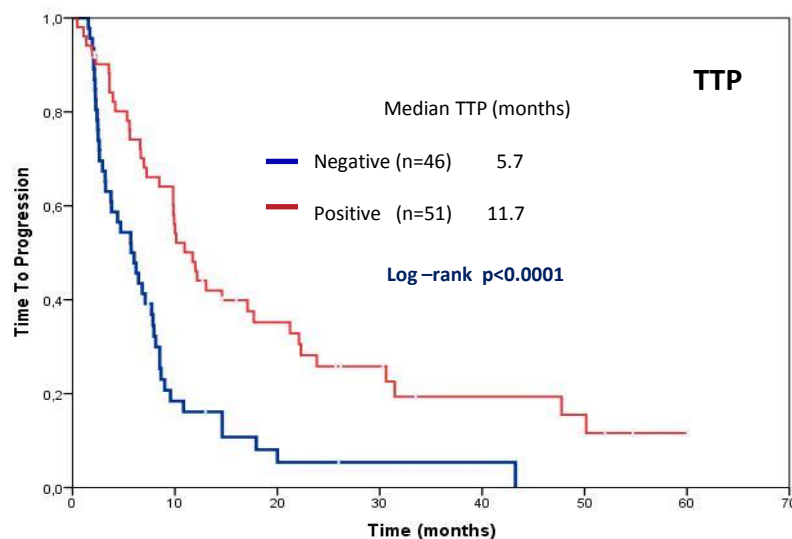 TTP
Median TTP (months)
Negative (n=46) 5.7
Positive (n=51) 11.7
Log –rank p<0.0001
Time To Progression
1,0
0,8
0,6
0,4
0,2
0,0
0 10 20 30 40 50 60 70
Time (months)